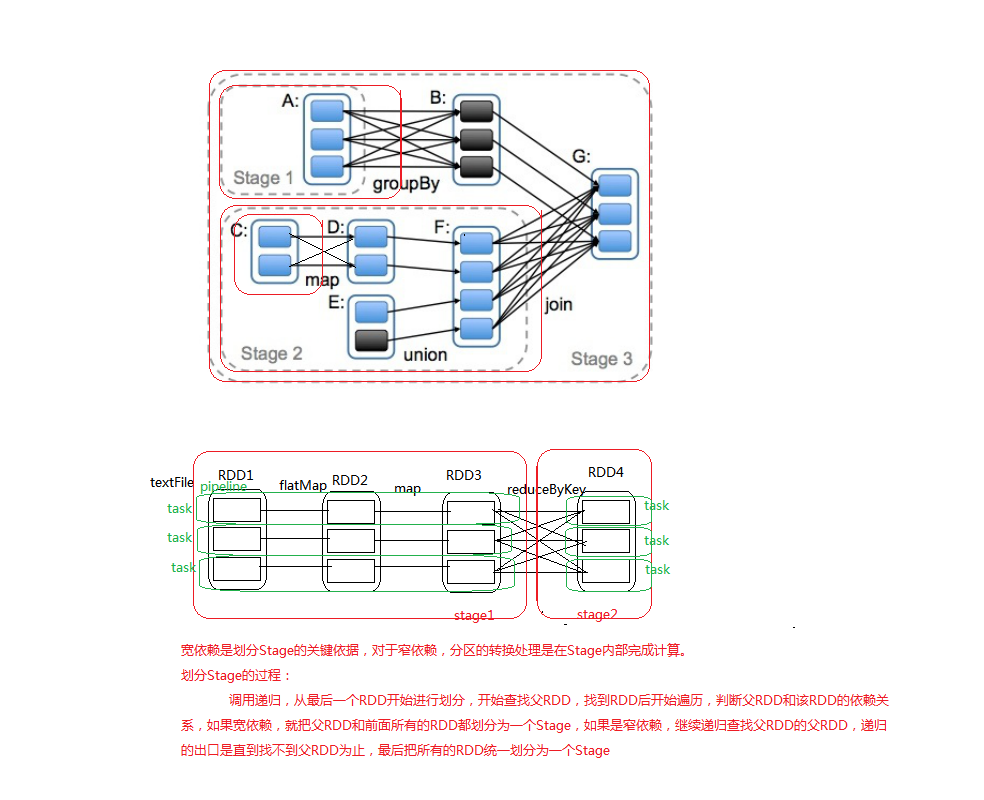 A:
B:
G:
Stage 1
groupBy
C:
D:
F:
map
E:
join
Stage 2
union
Stage 3
textFile
RDD1
flatMap
RDD2
map
RDD3
reduceByKey
RDD4
pipeline
task
task
task
task
task
task
stage1
stage2
宽依赖是划分Stage的关键依据，对于窄依赖，分区的转换处理是在Stage内部完成计算。
划分Stage的过程：
调用递归，从最后一个RDD开始进行划分，开始查找父RDD，找到RDD后开始遍历，判断父RDD和该RDD的依赖关
系，如果宽依赖，就把父RDD和前面所有的RDD都划分为一个Stage，如果是窄依赖，继续递归查找父RDD的父RDD，递归
的出口是直到找不到父RDD为止，最后把所有的RDD统一划分为一个Stage